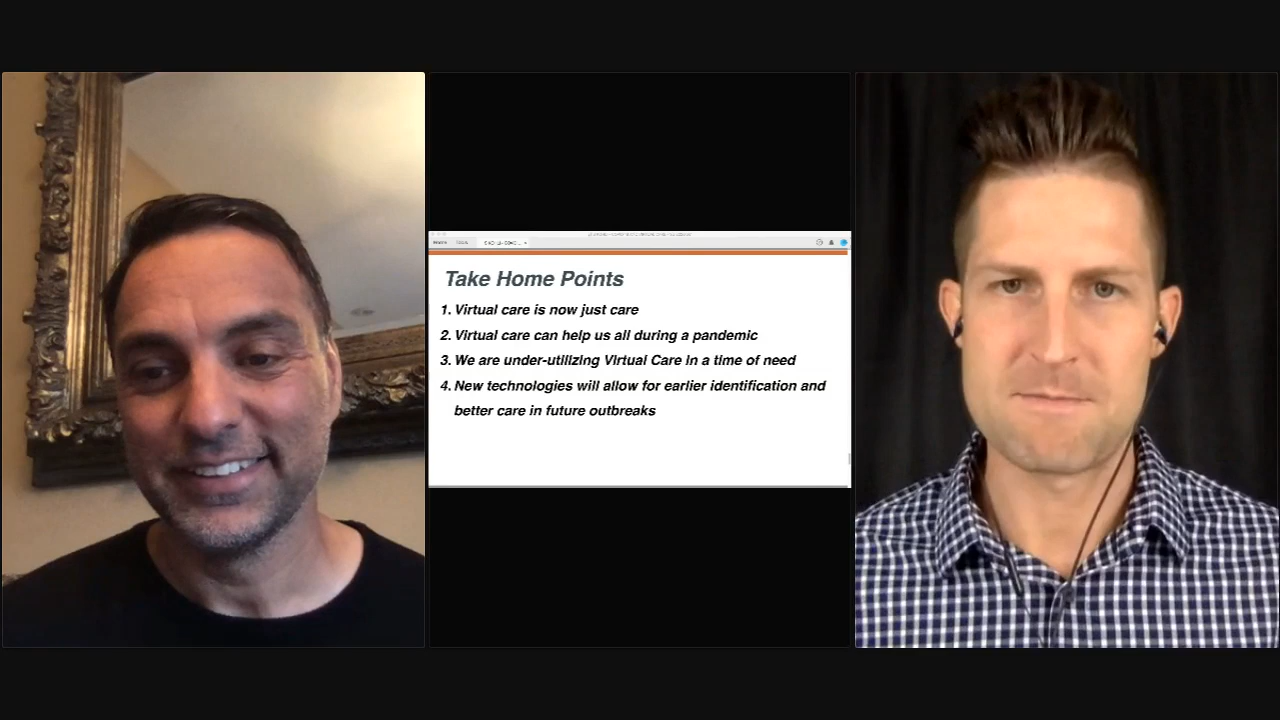 Take Home Points
1. Virtual care is now just care
2. Virtual care can help us all during a pandemic
3. We are under-utilizing Virtual Care in a time of need
4. New technologies will allow for earlier identification and
better care in future outbreaks